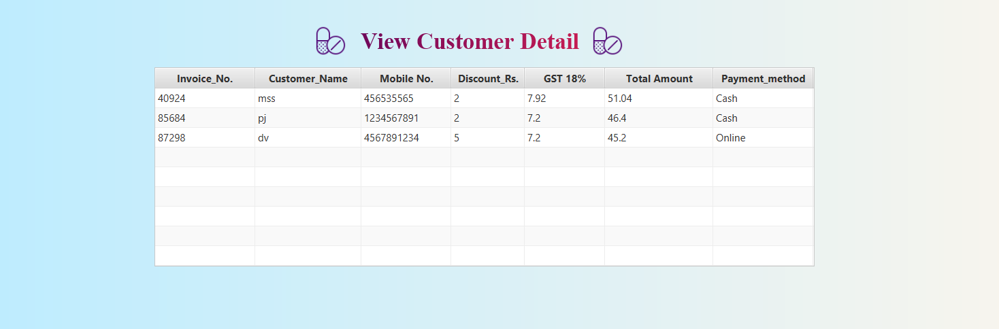 View Customer Detail
Invoice_No. Customer_Name Mobile No. Discount_Rs. GST 18% Total Amount Payment_method
40924 mss 456535565 2 7.92 51.04 Cash
85684 pj 1234567891 2 7.2 46.4 Cash
87298 dv 4567891234 5 7.2 45.2 Online